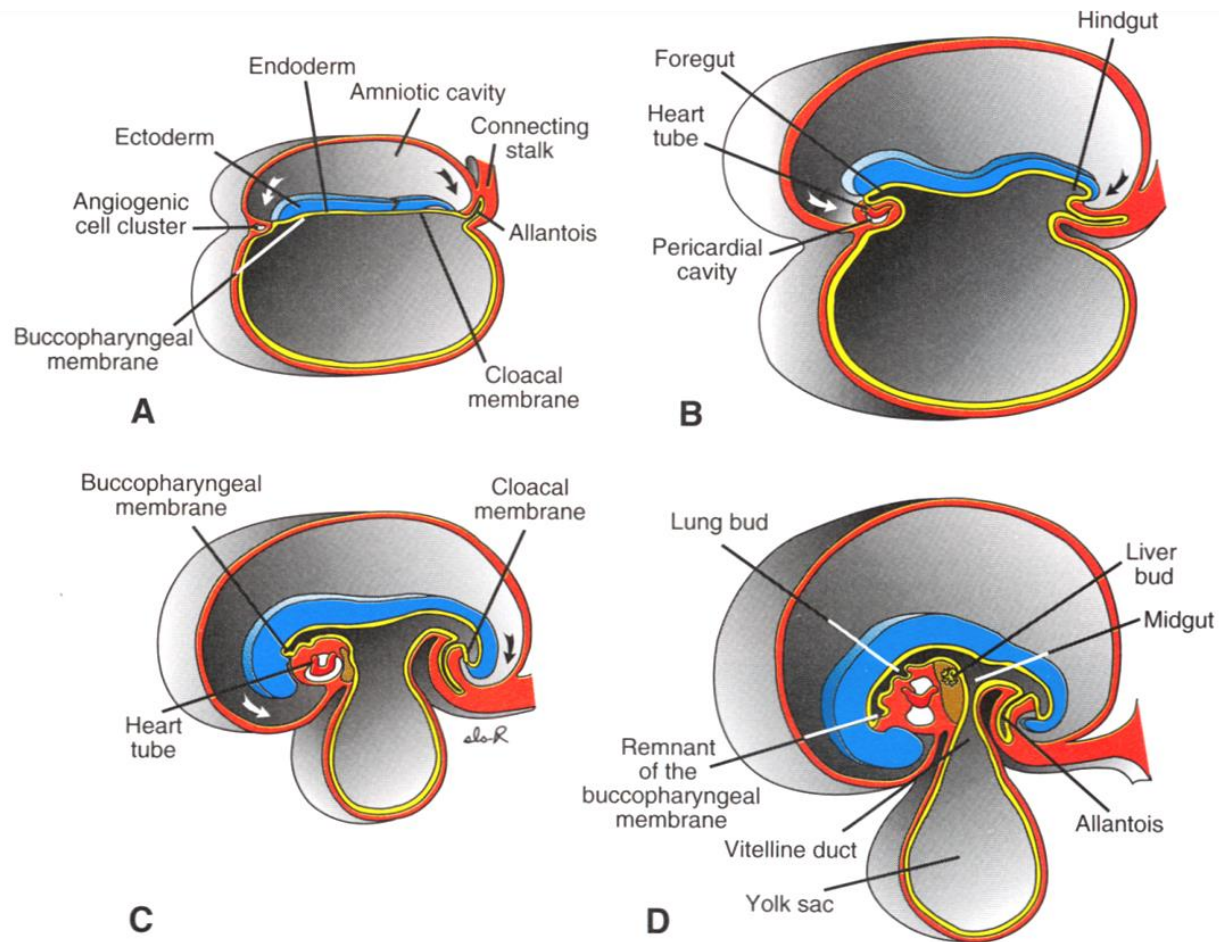 Endoderm
Amniotic cavity
Ectoderm
Connecting
stalk
Angiogenic
cell cluster
Allantois
Buccopharyngeal
membrane
Cloacal
membrane
A
Hindgut
Foregut
Heart
tube
Pericardial
cavity
B
Buccopharyngeal
membrane
Cloacal
membrane
Heart
tube
C
Lung bud
Liver
bud
Midgut
Remnant
of the
buccopharyngeal
membrane
Vitelline duct
Allantois
Yolk sac
D